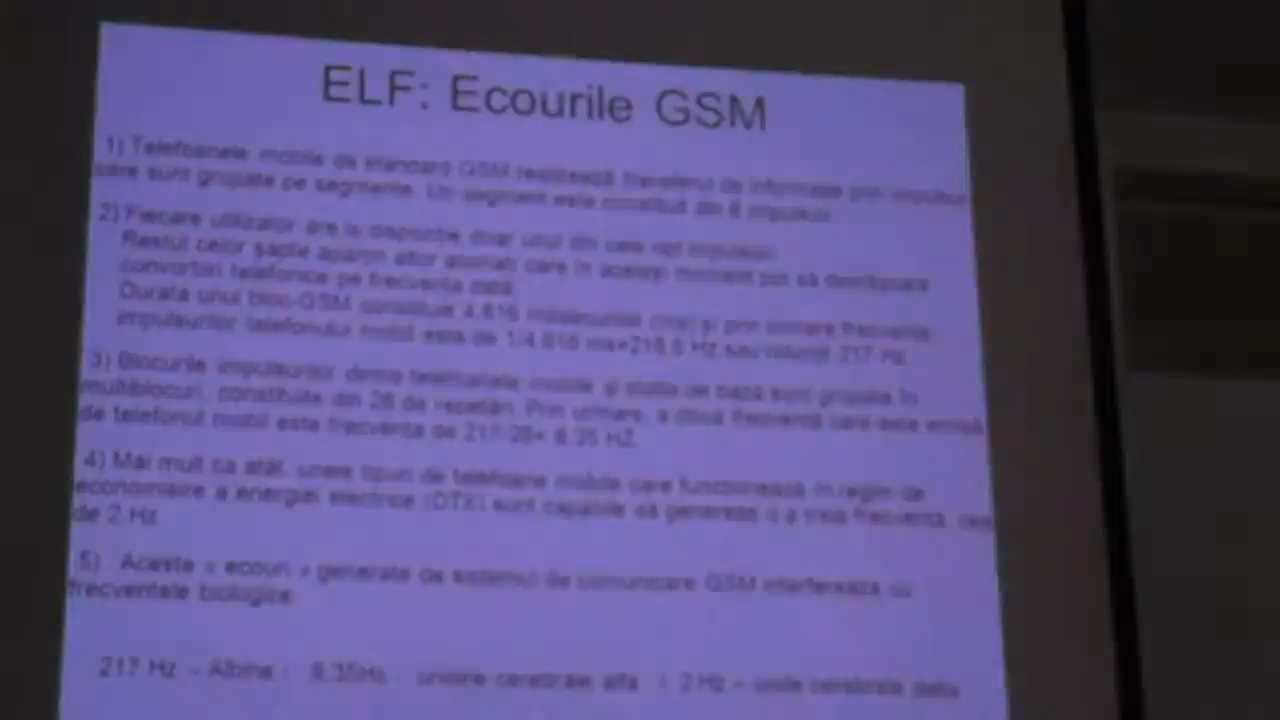 ELF: Ecourile GSM
1) Telefoanele mobile de standard GSM realizează transferul de informație prin impulsuri
care sunt grupate pe segmente. Un segment este constituit din 8 impulsuri.
2) Fiecare utilizator are la dispoziție doar unul din cele opt impulsuri.
Restul celor șapte aparțin altor abonați care în același moment pot să desfășoare
convorbiri telefonice pe frecvența dată.
Durata unui bloc-GSM constituie 4.616 milisecunde (ms) și prin urmare frecvența
impulsurilor telefonului mobil este de 1/4.616 ms=216.6 Hz sau rotunjit 217 Hz.
3) Blocurile impulsurilor dintre telefoanele mobile și stația de bază sunt grupate în
multiblocuri, constituite din 26 de repetări. Prin urmare, a doua frecvență care este emisă
de telefonul mobil este frecvența de 217/26= 8.35 HZ.
4) Mai mult ca atât, unele tipuri de telefoane mobile care funcționează în regim de
economisire a energiei electrice (DTX) sunt capabile să genereze și a treia frecvență, cea
de 2 Hz
5) Aceste « ecouri » generate de sistemul de comunicare GSM interfereaza cu
frecventele biologice
217 Hz - Albine 8.35Hz - undele cerebrale alfa 2 Hz – unde cerebrale delta